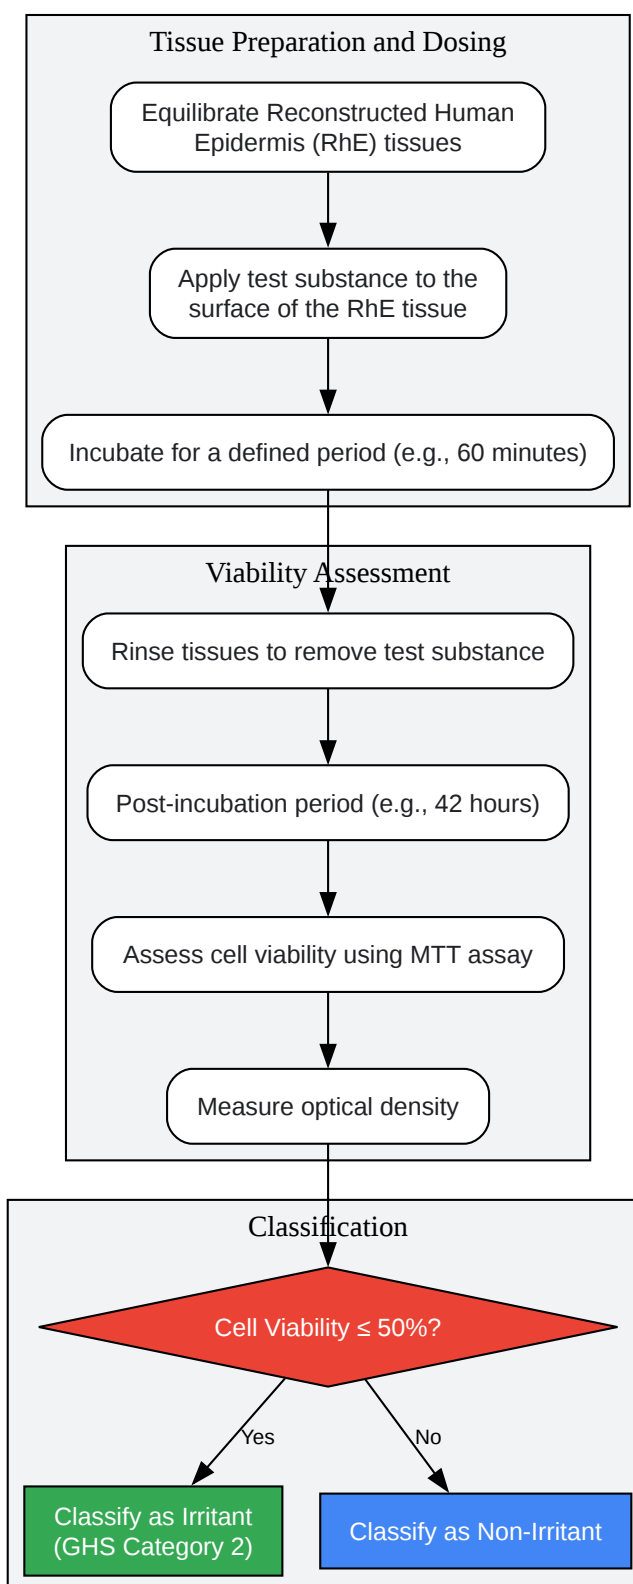 Tissue Preparation and Dosing
Equilibrate Reconstructed Human
Epidermis (RhE) tissues
Apply test substance to the
surface of the RhE tissue
Incubate for a defined period (e.g., 60 minutes)
Viability Assessment
Rinse tissues to remove test substance
Post-incubation period (e.g., 42 hours)
Assess cell viability using MTT assay
Measure optical density
Classification
Cell Viability ≤ 50%?
Yes
No
Classify as Irritant
(GHS Category 2)
Classify as Non-Irritant